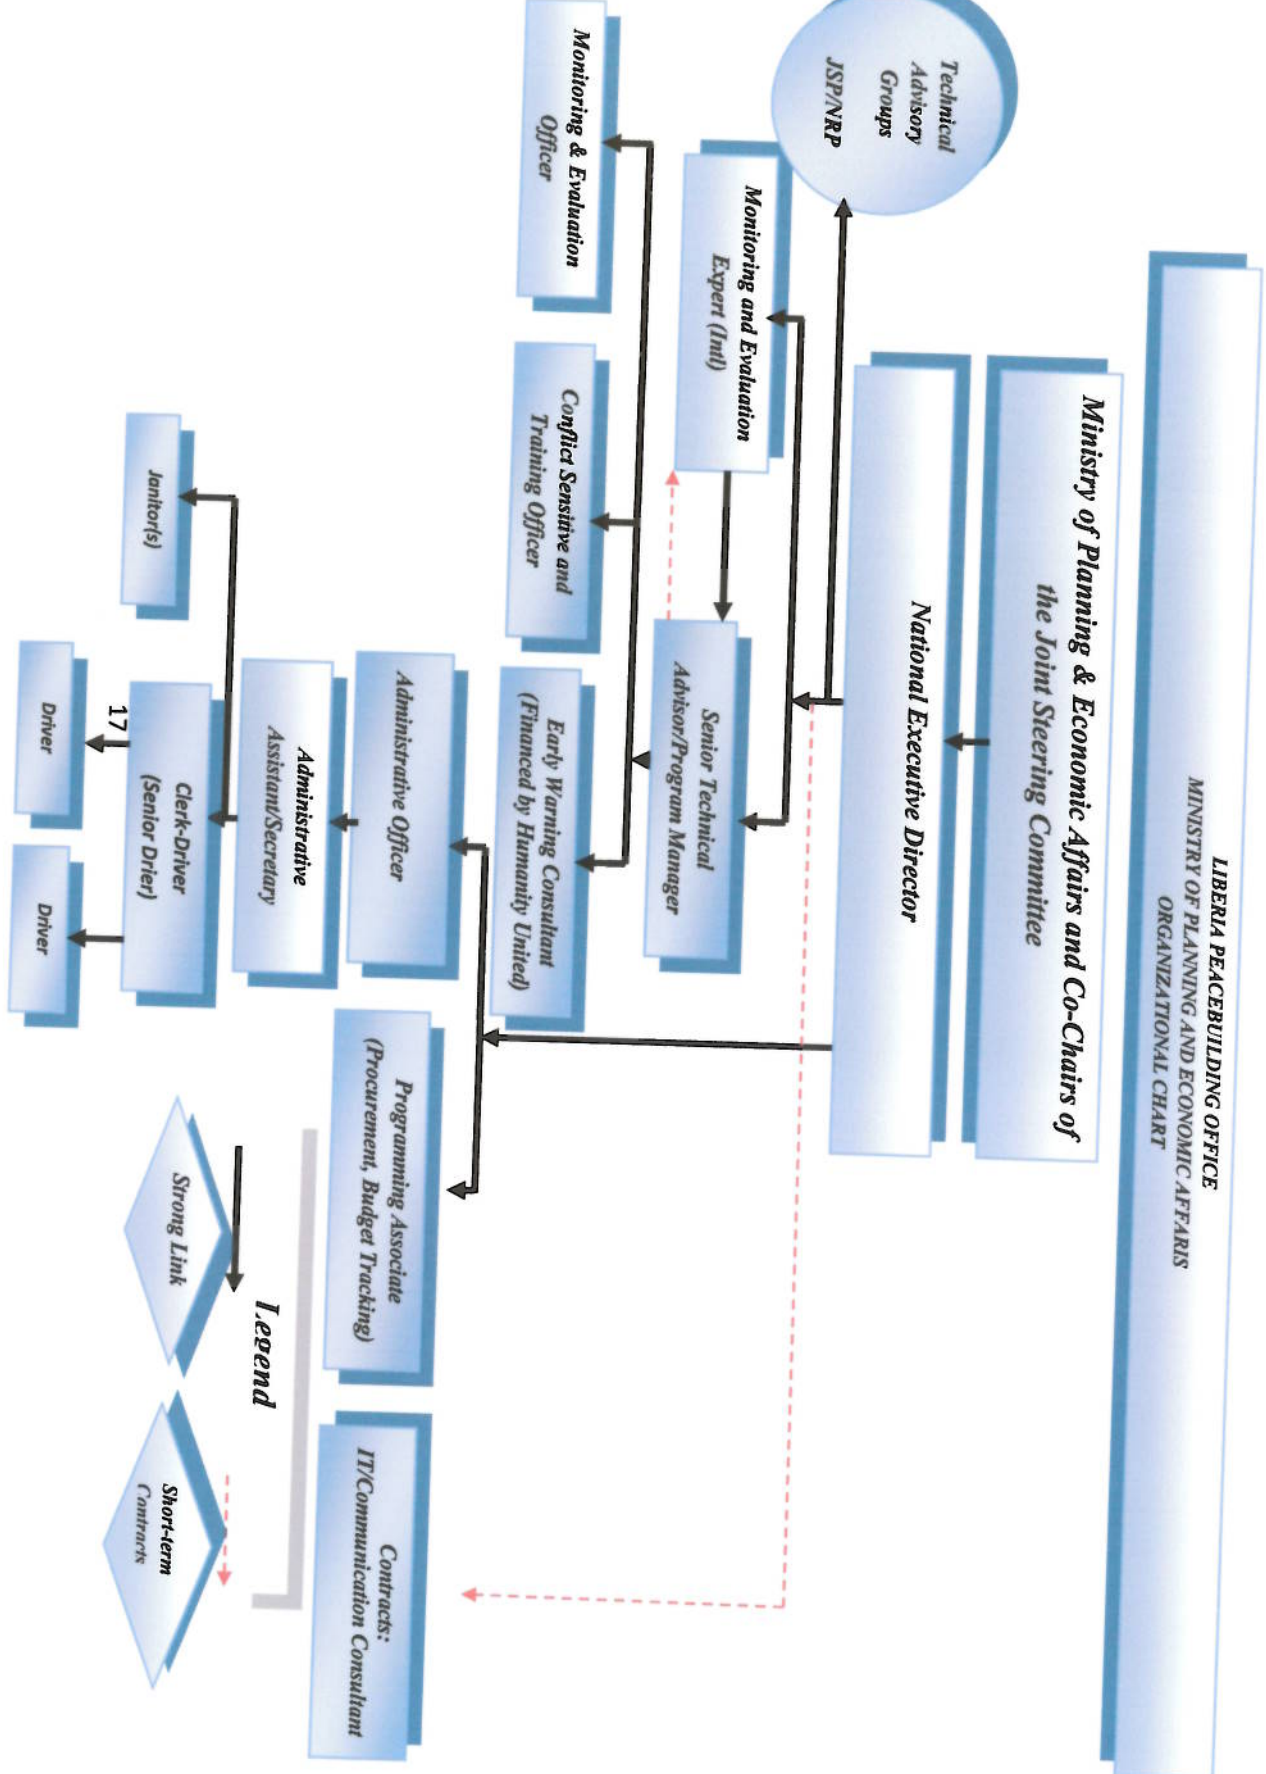 LIBERIA PEACEBUILDING OFFICE
MINISTRY OF PLANNING AND ECONOMIC AFFARIS
ORGANIZATIONAL CHART
Ministry of Planning & Economic Affairs and Co-Chairs of
the Joint Steering Committee
National Executive Director
Technical
Advisory
Groups
JSP/NRP
Monitoring and Evaluation
Expert (Intl)
Senior Technical
Advisor/Program Manager
Monitoring & Evaluation
Officer
Conflict Sensitive and
Training Officer
Early Warning Consultant
(Financed by Humanity United)
Administrative Officer
Programming Associate
(Procurement, Budget Tracking)
Contracts:
IT/Communication Consultant
Administrative
Assistant/Secretary
Janitor(s)
Clerk-Driver
(Senior Drier)
Driver
Driver
Legend
Strong Link
Short-term
Contracts
17